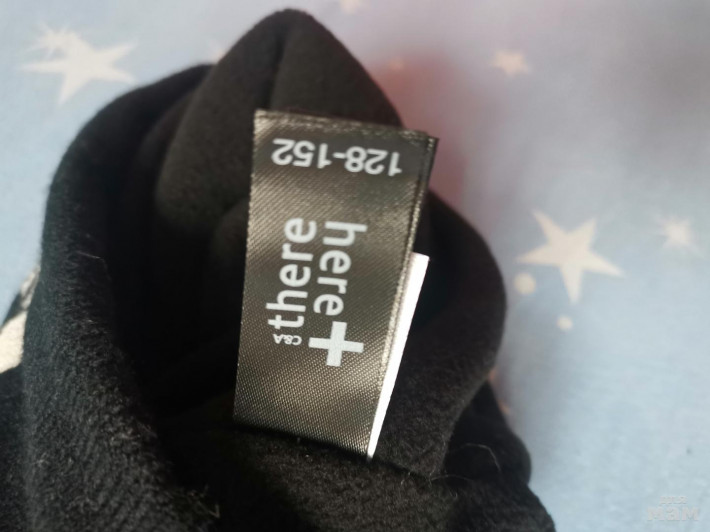 128-152
here
+
there
C&A